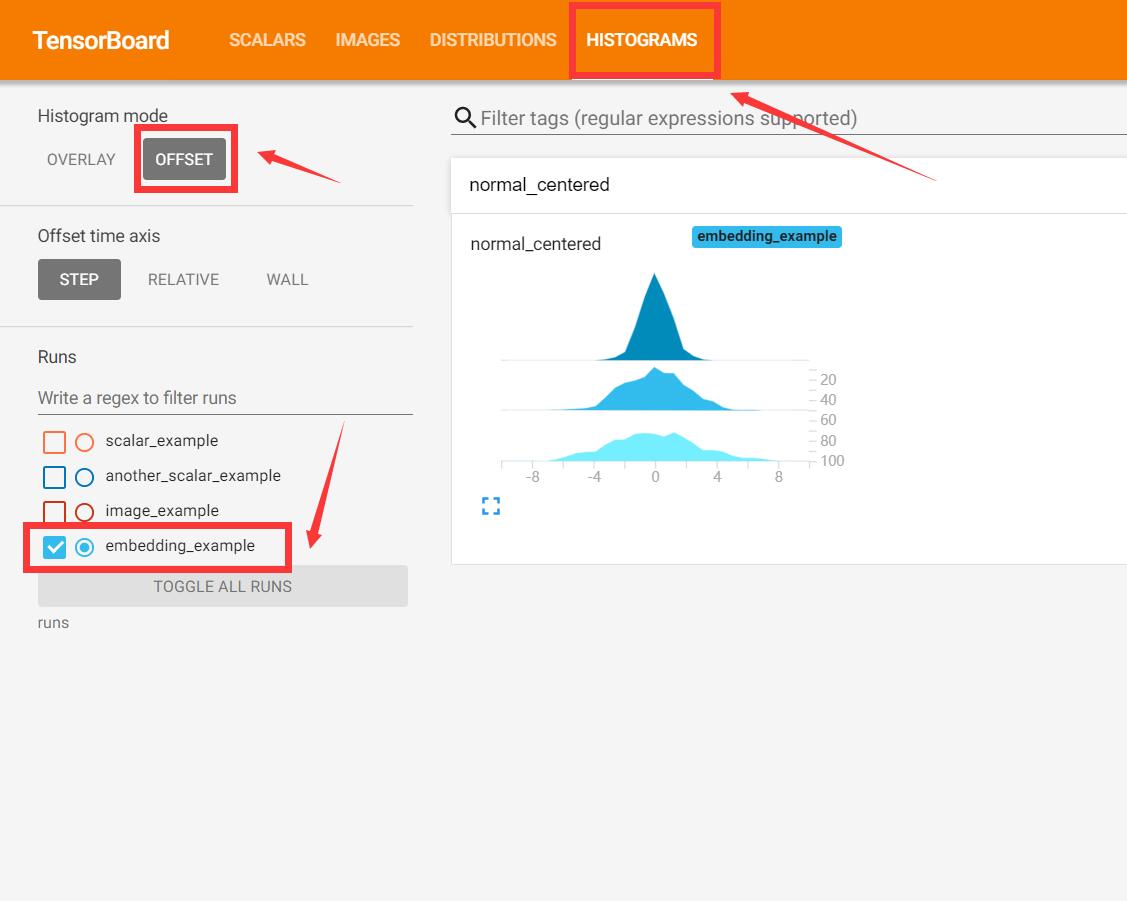 TensorBoard SCALARS IMAGES DISTRIBUTIONS HISTOGRAMS
Histogram mode
OVERLAY OFFSET
Offset time axis
STEP RELATIVE WALL
Runs
Write a regex to filter runs
scalar_example
another_scalar_example
image_example
embedding_example
TOGGLE ALL RUNS
runs
Filter tags (regular expressions supported)
normal_centered
normal_centered
embedding_example
20
40
60
80
100
-8 -4 0 4 8